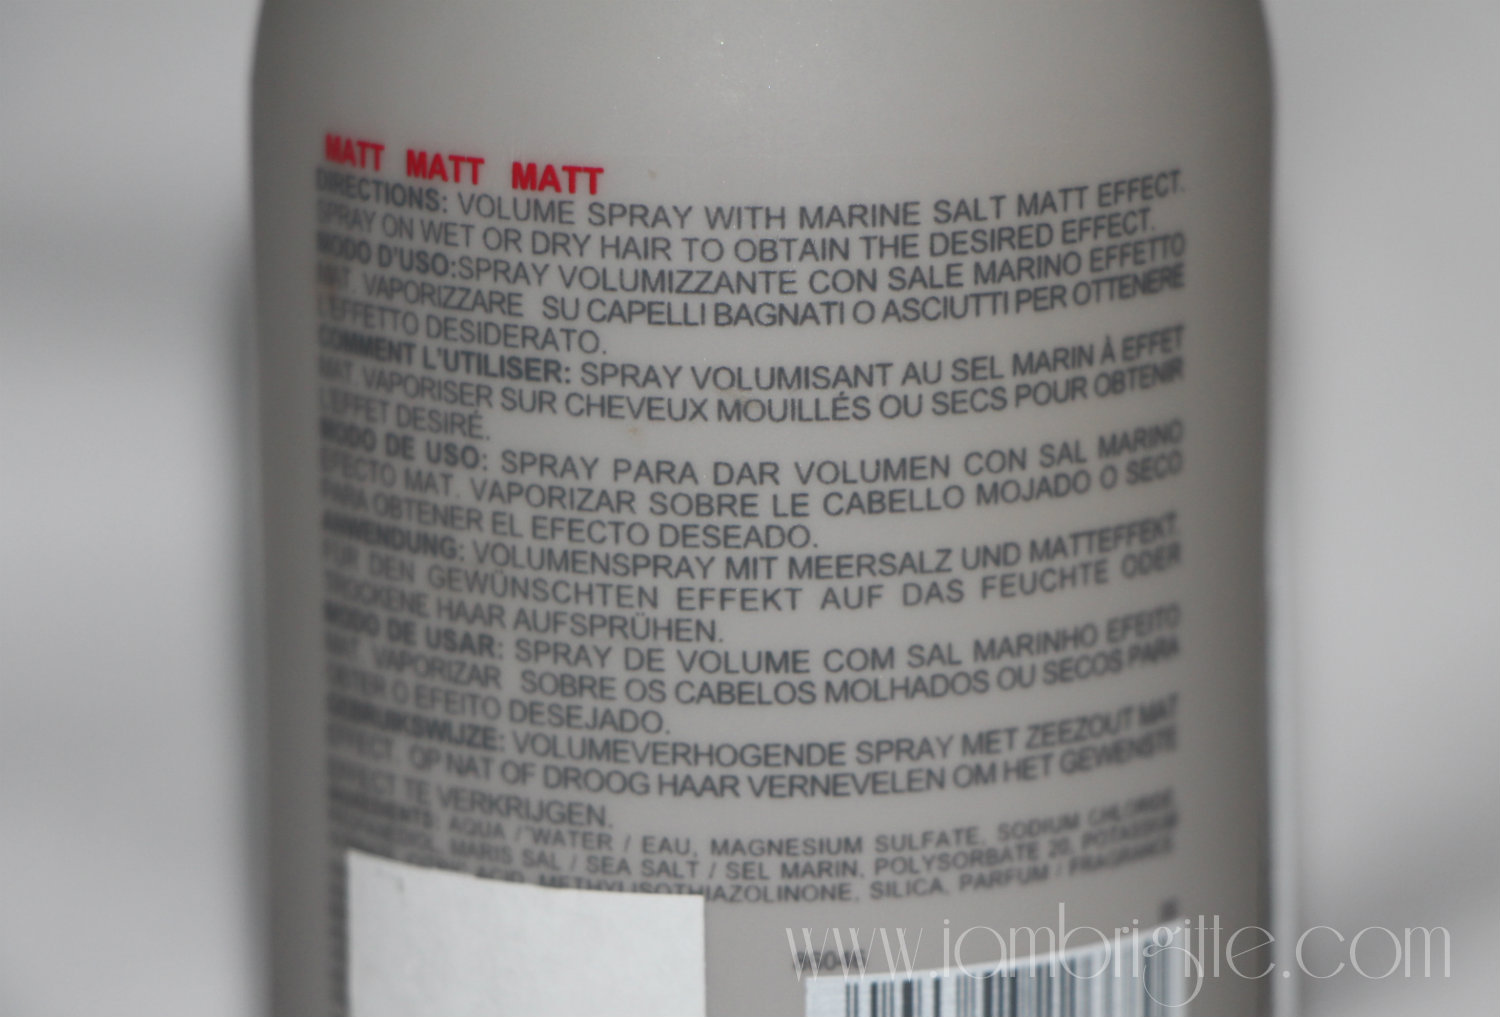 MATT MATT MATT
DIRECTIONS: VOLUME SPRAY WITH MARINE SALT MATT EFFECT.
SPRAY ON WET OR DRY HAIR TO OBTAIN THE DESIRED EFFECT.
MODO D'USO:SPRAY VOLUMIZZANTE CON SALE MARINO EFFETTO
MAT. VAPORIZZARE SU CAPELLI BAGNATI O ASCIUTTI PER OTTENERE
L'EFFETTO DESIDERATO.
COMMENT L'UTILISER: SPRAY VOLUMISANT AU SEL MARIN À EFFET
MAT. VAPORISER SUR CHEVEUX MOUILLÉS OU SECS POUR OBTENIR
L'EFFET DESIRÉ.
MODO DE USO: SPRAY PARA DAR VOLUMEN CON SAL MARINO
EFECTO MAT. VAPORIZAR SOBRE LE CABELLO MOJADO O SECO
PARA OBTENER EL EFECTO DESEADO.
ANWENDUNG: VOLUMENSPRAY MIT MEERSALZ UND MATTEFFEKT.
FÜR DEN GEWÜNSCHTEN EFFEKT AUF DAS FEUCHTE ODER
TROCKENE HAAR AUFSPRÜHEN.
MODO DE USAR: SPRAY DE VOLUME COM SAL MARINHO EFEITO
MAT. VAPORIZAR SOBRE OS CABELOS MOLHADOS OU SECOS PARA
OBTER O EFEITO DESEJADO.
GEBRUIKSWIJZE: VOLUMEVERHOGENDE SPRAY MET ZEEZOUT MAT
EFFECT. OP NAT OF DROOG HAAR VERNEVELEN OM HET GEWENSTE
EFFECT TE VERKRIJGEN.
INGREDIENTS: AQUA / WATER / EAU, MAGNESIUM SULFATE, SODIUM CHLORIDE,
MARIS SAL / SEA SALT / SEL MARIN, POLYSORBATE 20, POTASSIUM
ACID, METHYLISOTHIAZOLINONE, SILICA, PARFUM / FRAGRANCE
www.iombrigitte.com